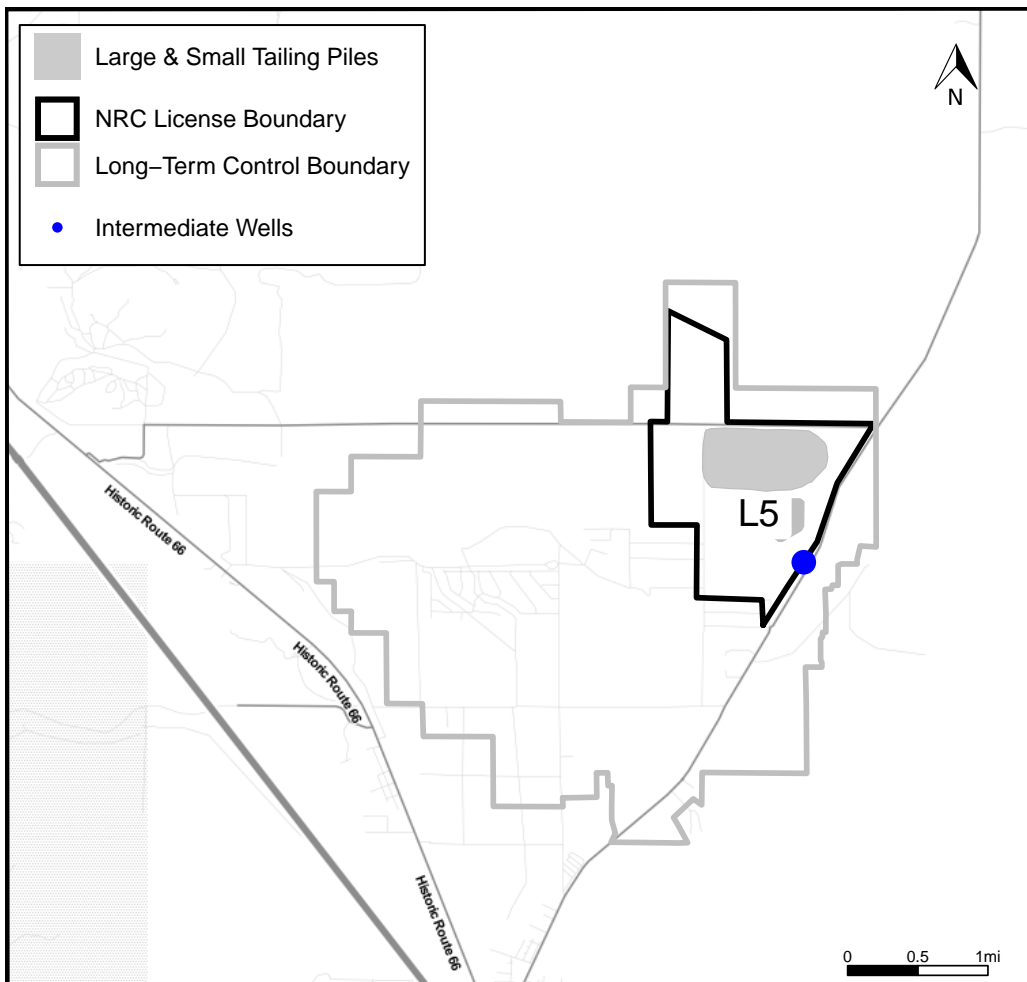 Large & Small Tailing Piles
NRC License Boundary
Long−Term Control Boundary
Intermediate Wells
N
L5
Historic Route 66
Historic Route 66
Historic Route 66
0 0.5 1mi